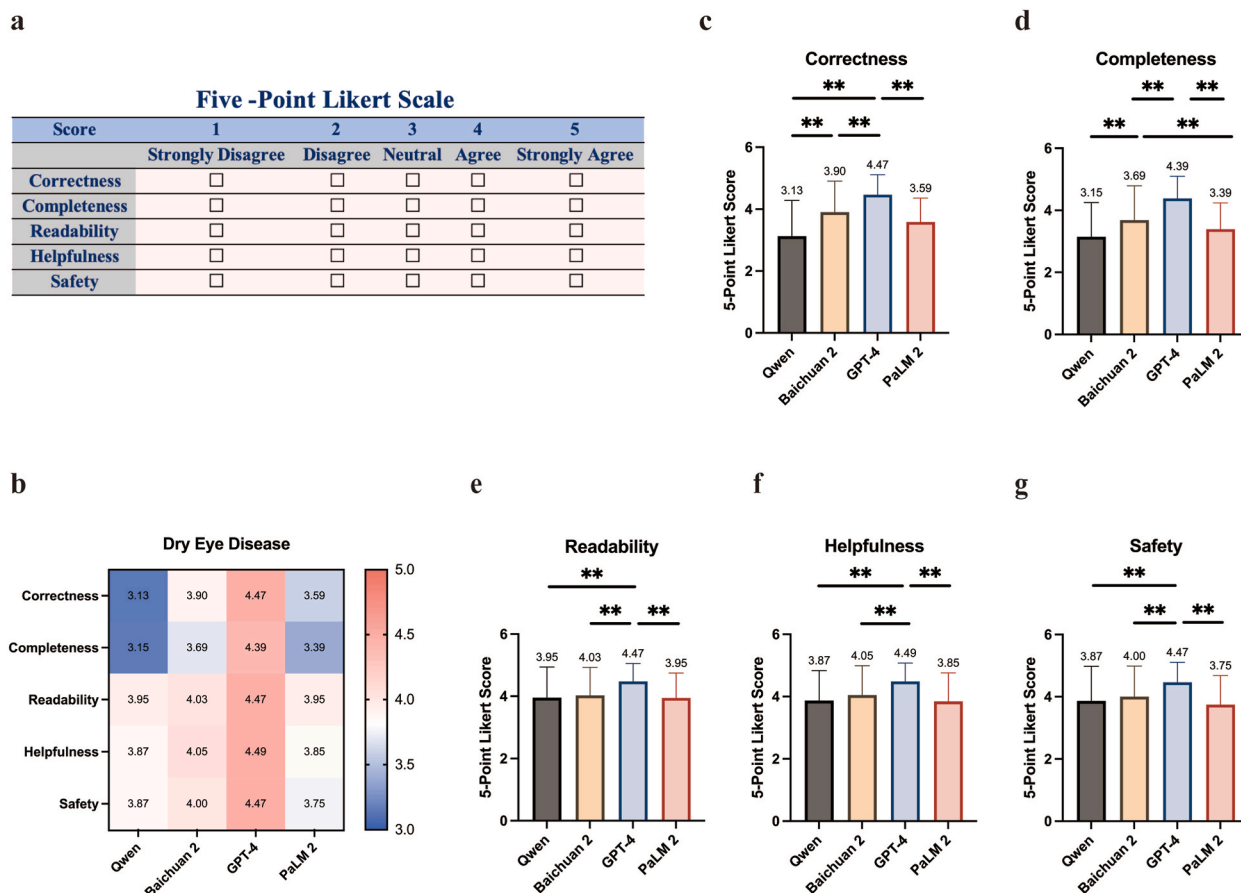 a
Five -Point Likert Scale
Score 1 2 3 4 5
Strongly Disagree Disagree Neutral Agree Strongly Agree
Correctness □ □ □ □ □
Completeness □ □ □ □ □
Readability □ □ □ □ □
Helpfulness □ □ □ □ □
Safety □ □ □ □ □
c
Correctness
** **
** **
5-Point Likert Score
6
4
2
0
3.13 3.90 4.47 3.59
Qwen Baichuan 2 GPT-4 PaLM 2
d
Completeness
** **
** **
5-Point Likert Score
6
4
2
0
3.15 3.69 4.39 3.39
Qwen Baichuan 2 GPT-4 PaLM 2
b
Dry Eye Disease
Correctness 3.13 3.90 4.47 3.59
Completeness 3.15 3.69 4.39 3.39
Readability 3.95 4.03 4.47 3.95
Helpfulness 3.87 4.05 4.49 3.85
Safety 3.87 4.00 4.47 3.75
Qwen Baichuan 2 GPT-4 PaLM 2
5.0
4.5
4.0
3.5
3.0
e
Readability
**
** **
5-Point Likert Score
6
4
2
0
3.95 4.03 4.47 3.95
Qwen Baichuan 2 GPT-4 PaLM 2
f
Helpfulness
** **
**
5-Point Likert Score
6
4
2
0
3.87 4.05 4.49 3.85
Qwen Baichuan 2 GPT-4 PaLM 2
g
Safety
**
** **
5-Point Likert Score
6
4
2
0
3.87 4.00 4.47 3.75
Qwen Baichuan 2 GPT-4 PaLM 2